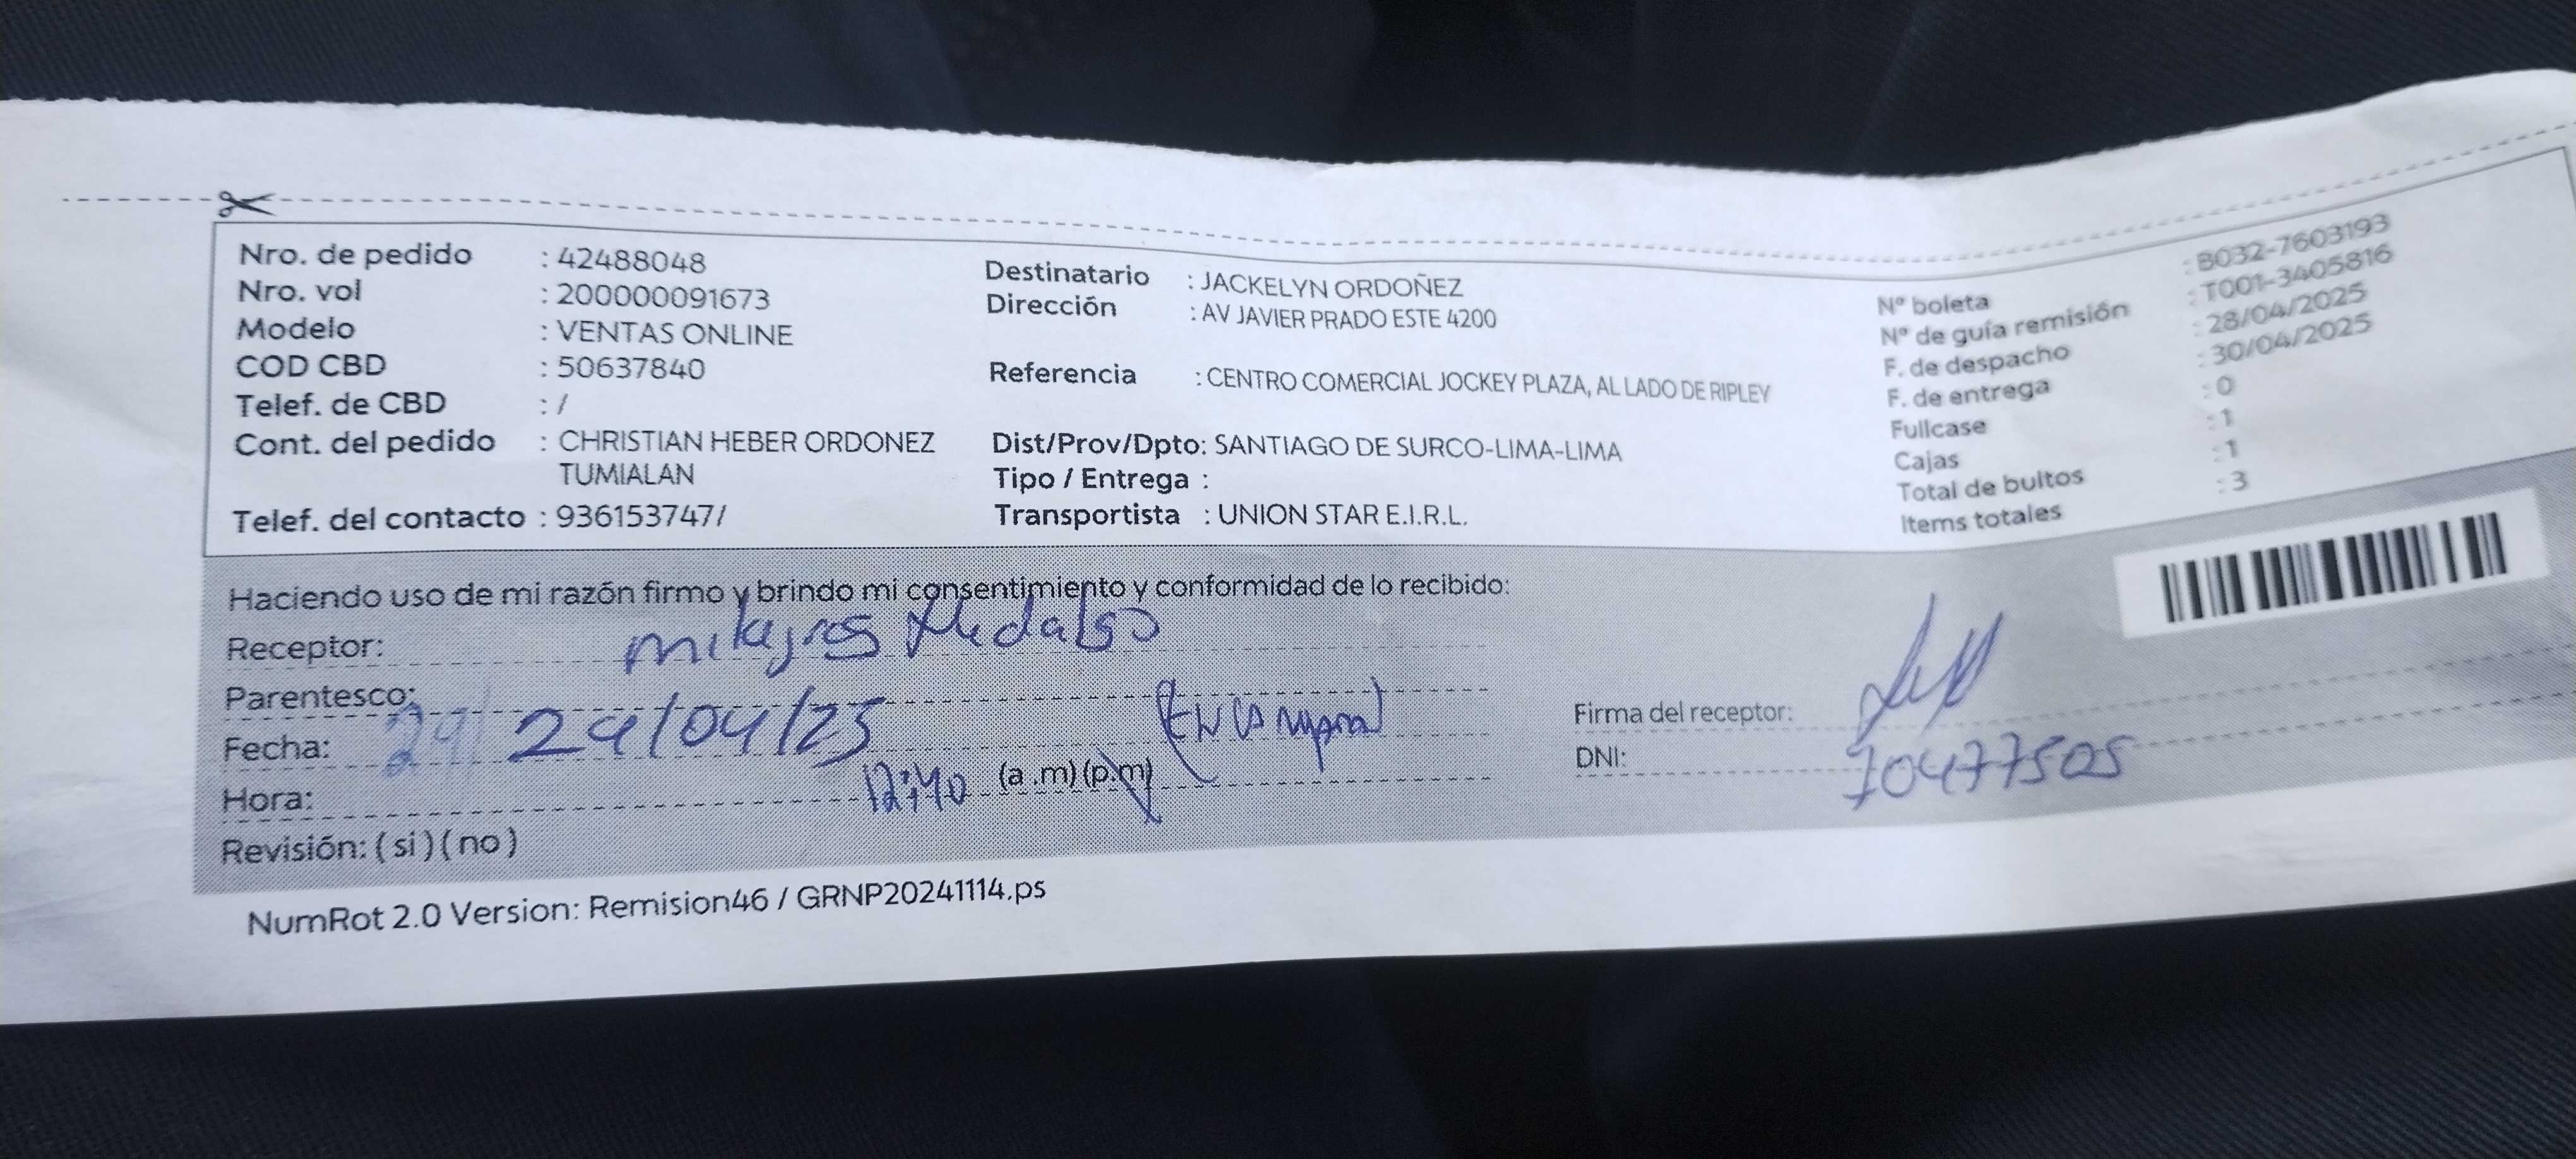 Nro. de pedido : 42488048
Nro. vol : 200000091673
Modelo : VENTAS ONLINE
COD CBD : 50637840
Telef. de CBD : /
Cont. del pedido : CHRISTIAN HEBER ORDONEZ
TUMIALAN
Telef. del contacto : 936153747/
Destinatario : JACKELYN ORDOÑEZ
Dirección : AV JAVIER PRADO ESTE 4200
Referencia : CENTRO COMERCIAL JOCKEY PLAZA, AL LADO DE RIPLEY
Dist/Prov/Dpto: SANTIAGO DE SURCO-LIMA-LIMA
Tipo / Entrega :
Transportista : UNION STAR E.I.R.L.
Nº boleta : B032-7603193
Nº de guía remisión : T001-3405816
F. de despacho : 28/04/2025
F. de entrega : 30/04/2025
Fullcase : 0
Cajas : 1
Total de bultos : 1
Items totales : 3
Haciendo uso de mi razón firmo y brindo mi consentimiento y conformidad de lo recibido:
Receptor: milagros
Parentesco:
Fecha: 29/04/25
Hora: 12:40 (a.m) (p.m)
Revisión: ( si ) ( no )
Firma del receptor:
DNI: 70477505
NumRot 2.0 Version: Remision46 / GRNP20241114.ps